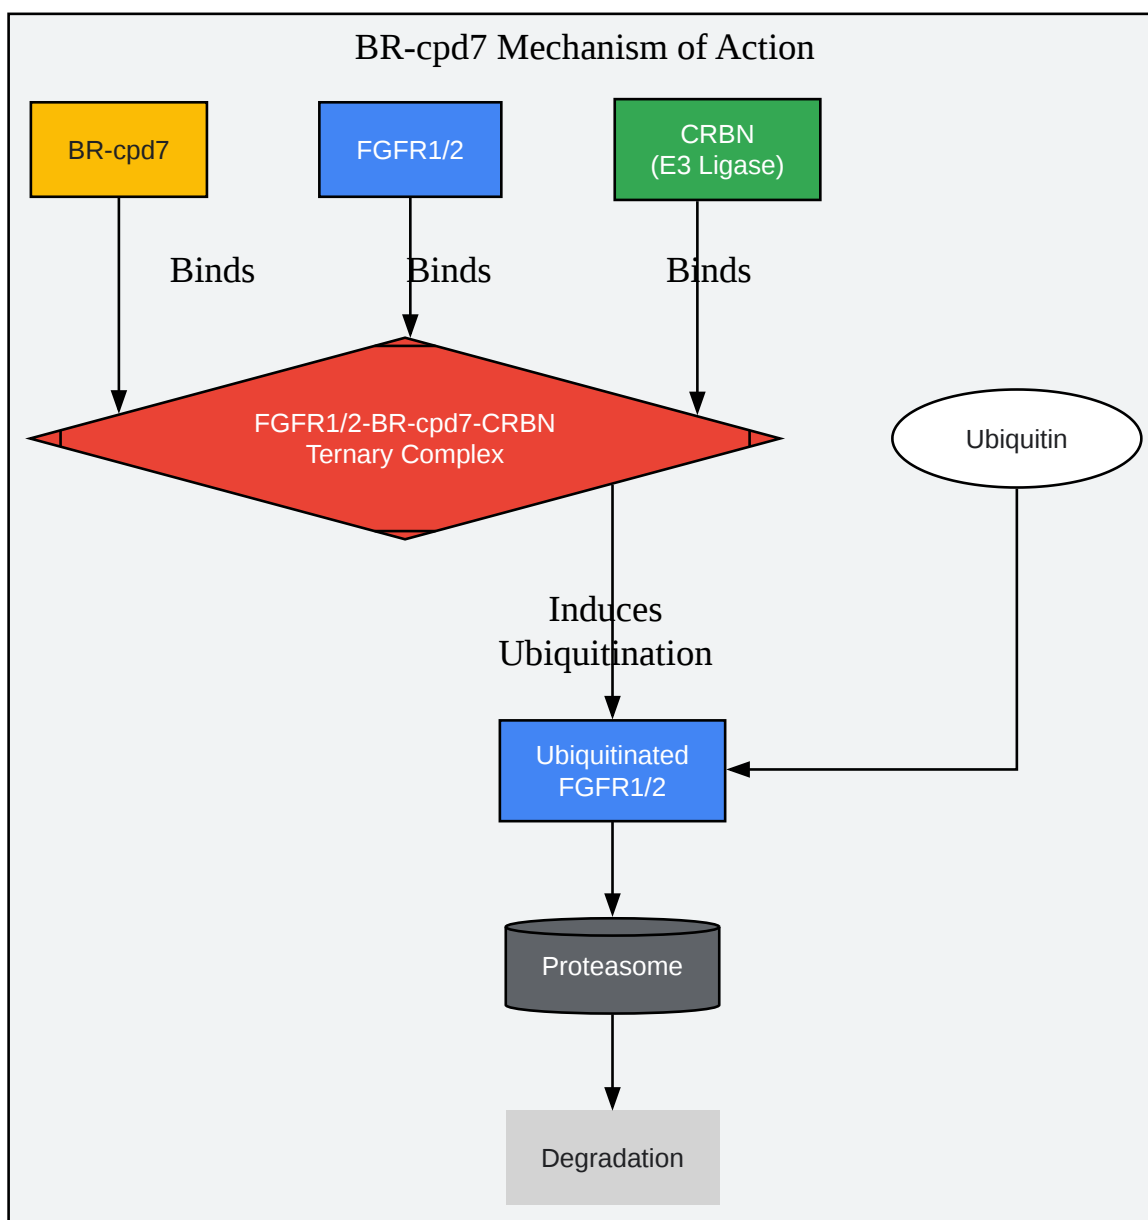 BR-cpd7 Mechanism of Action
BR-cpd7
FGFR1/2
CRBN
(E3 Ligase)
Binds
Binds
Binds
FGFR1/2-BR-cpd7-CRBN
Ternary Complex
Ubiquitin
Induces
Ubiquitination
Ubiquitinated
FGFR1/2
Proteasome
Degradation